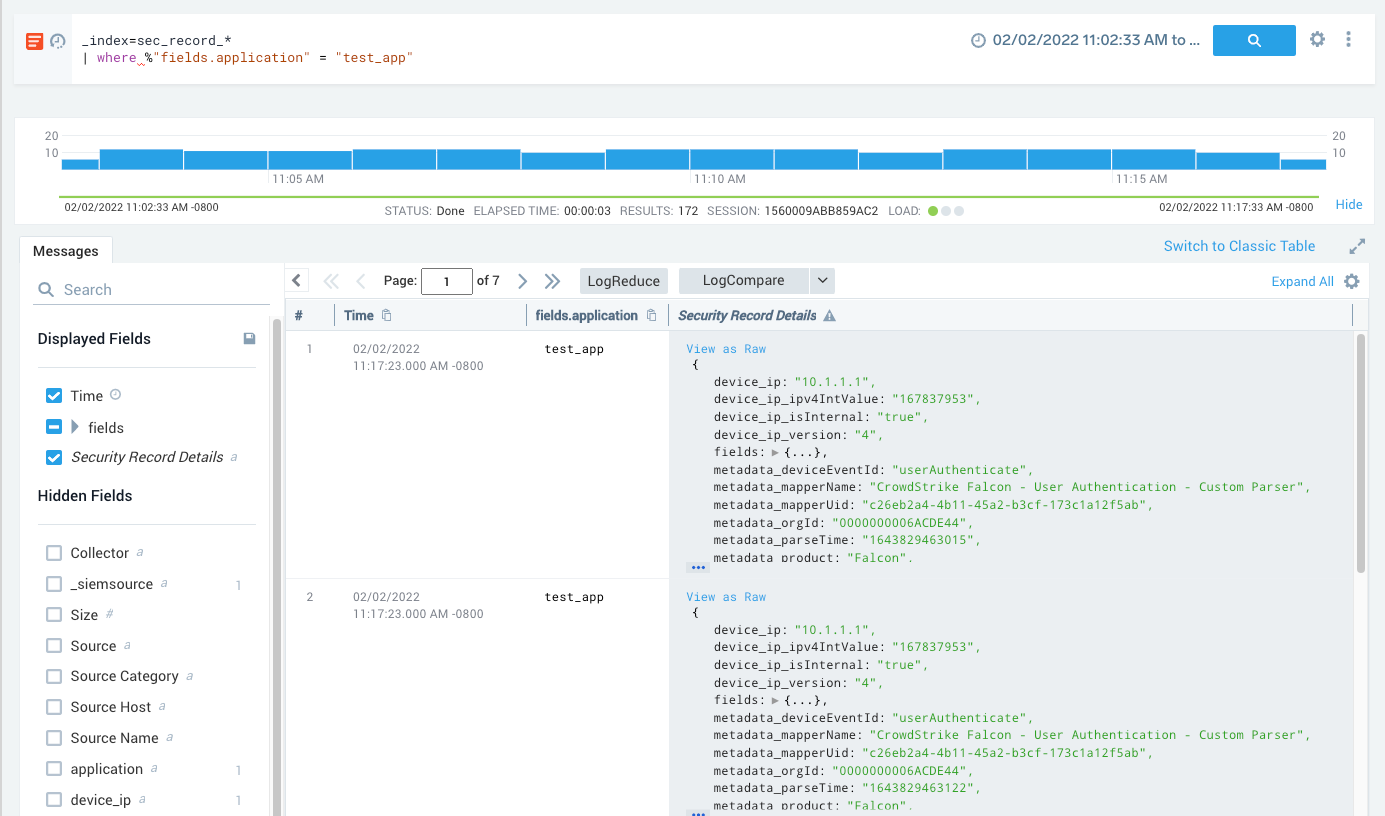 _index=sec_record_*
| where %"fields.application" = "test_app"
02/02/2022 11:02:33 AM to ...
20
10
20
10
11:05 AM
11:10 AM
11:15 AM
02/02/2022 11:02:33 AM -0800
STATUS: Done ELAPSED TIME: 00:00:03 RESULTS: 172 SESSION: 1560009ABB859AC2 LOAD:
02/02/2022 11:17:33 AM -0800
Hide
Messages
Switch to Classic Table
Search
Page: 1 of 7
LogReduce
LogCompare
Expand All
Displayed Fields
Time
fields
Security Record Details a
Hidden Fields
Collector a
_siemsource a 1
Size #
Source a
Source Category a
Source Host a
Source Name a
application a 1
device_ip a 1
# Time fields.application Security Record Details
1
02/02/2022
11:17:23.000 AM -0800
test_app
View as Raw
{
device_ip: "10.1.1.1",
device_ip_ipv4IntValue: "167837953",
device_ip_isInternal: "true",
device_ip_version: "4",
fields: {...},
metadata_deviceEventId: "userAuthenticate",
metadata_mapperName: "CrowdStrike Falcon - User Authentication - Custom Parser",
metadata_mapperUid: "c26eb2a4-4b11-45a2-b3cf-173c1a12f5ab",
metadata_orgId: "0000000006ACDE44",
metadata_parseTime: "1643829463015",
metadata_product: "Falcon",
•••
2
02/02/2022
11:17:23.000 AM -0800
test_app
View as Raw
{
device_ip: "10.1.1.1",
device_ip_ipv4IntValue: "167837953",
device_ip_isInternal: "true",
device_ip_version: "4",
fields: {...},
metadata_deviceEventId: "userAuthenticate",
metadata_mapperName: "CrowdStrike Falcon - User Authentication - Custom Parser",
metadata_mapperUid: "c26eb2a4-4b11-45a2-b3cf-173c1a12f5ab",
metadata_orgId: "0000000006ACDE44",
metadata_parseTime: "1643829463122",
metadata_product: "Falcon",
•••